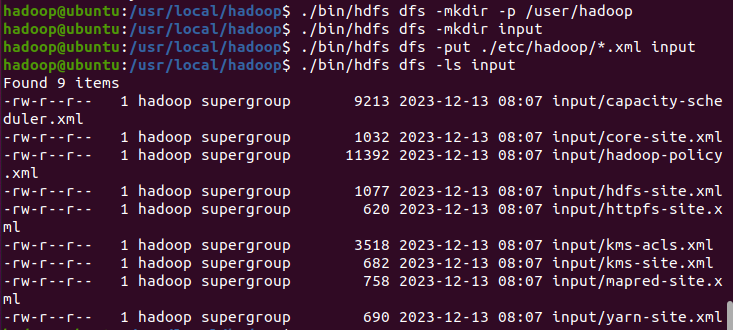 hadoop@ubuntu:/usr/local/hadoop$ ./bin/hdfs dfs -mkdir -p /user/hadoop
hadoop@ubuntu:/usr/local/hadoop$ ./bin/hdfs dfs -mkdir input
hadoop@ubuntu:/usr/local/hadoop$ ./bin/hdfs dfs -put ./etc/hadoop/*.xml input
hadoop@ubuntu:/usr/local/hadoop$ ./bin/hdfs dfs -ls input
Found 9 items
-rw-r--r--   1 hadoop supergroup       9213 2023-12-13 08:07 input/capacity-sche
duler.xml
-rw-r--r--   1 hadoop supergroup       1032 2023-12-13 08:07 input/core-site.xml
-rw-r--r--   1 hadoop supergroup      11392 2023-12-13 08:07 input/hadoop-policy
.xml
-rw-r--r--   1 hadoop supergroup       1077 2023-12-13 08:07 input/hdfs-site.xml
-rw-r--r--   1 hadoop supergroup        620 2023-12-13 08:07 input/httpfs-site.x
ml
-rw-r--r--   1 hadoop supergroup       3518 2023-12-13 08:07 input/kms-acls.xml
-rw-r--r--   1 hadoop supergroup        682 2023-12-13 08:07 input/kms-site.xml
-rw-r--r--   1 hadoop supergroup        758 2023-12-13 08:07 input/mapred-site.x
ml
-rw-r--r--   1 hadoop supergroup        690 2023-12-13 08:07 input/yarn-site.xml